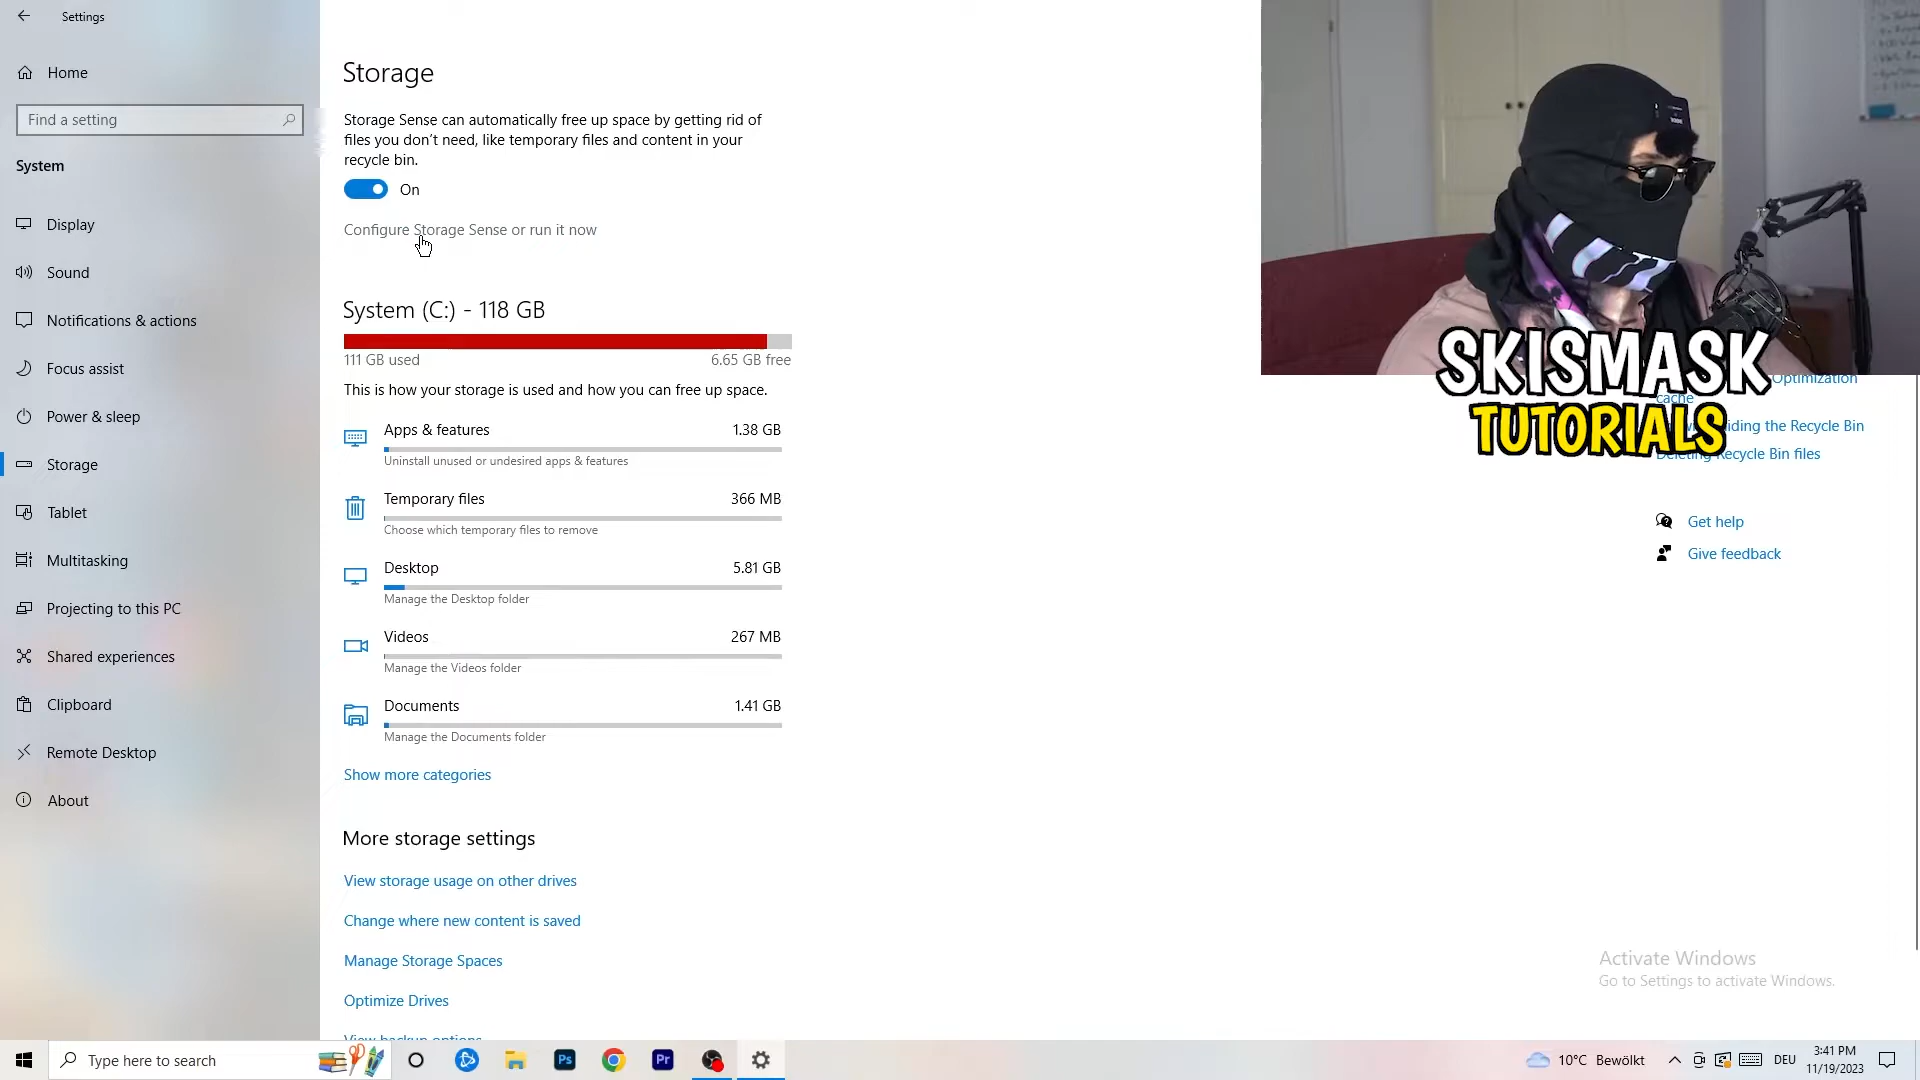 Settings
Home
Find a setting
System
Display
Sound
Notifications & actions
Focus assist
Power & sleep
Storage
Tablet
Multitasking
Projecting to this PC
Shared experiences
Clipboard
Remote Desktop
About
Storage
Storage Sense can automatically free up space by getting rid of
files you don't need, like temporary files and content in your
recycle bin.
On
Configure Storage Sense or run it now
System (C:) - 118 GB
111 GB used
6.65 GB free
This is how your storage is used and how you can free up space.
Apps & features
1.38 GB
Uninstall unused or undesired apps & features
Temporary files
366 MB
Choose which temporary files to remove
Desktop
5.81 GB
Manage the Desktop folder
Videos
267 MB
Manage the Videos folder
Documents
1.41 GB
Manage the Documents folder
Show more categories
More storage settings
View storage usage on other drives
Change where new content is saved
Manage Storage Spaces
Optimize Drives
View backup options
SKISMASK
TUTORIALS
Optimization
cache
the Recycle Bin
Recycle Bin files
Get help
Give feedback
Activate Windows
Go to Settings to activate Windows.
Type here to search
Ps
Pr
10°C Bewölkt
DEU
3:41 PM
11/19/2023